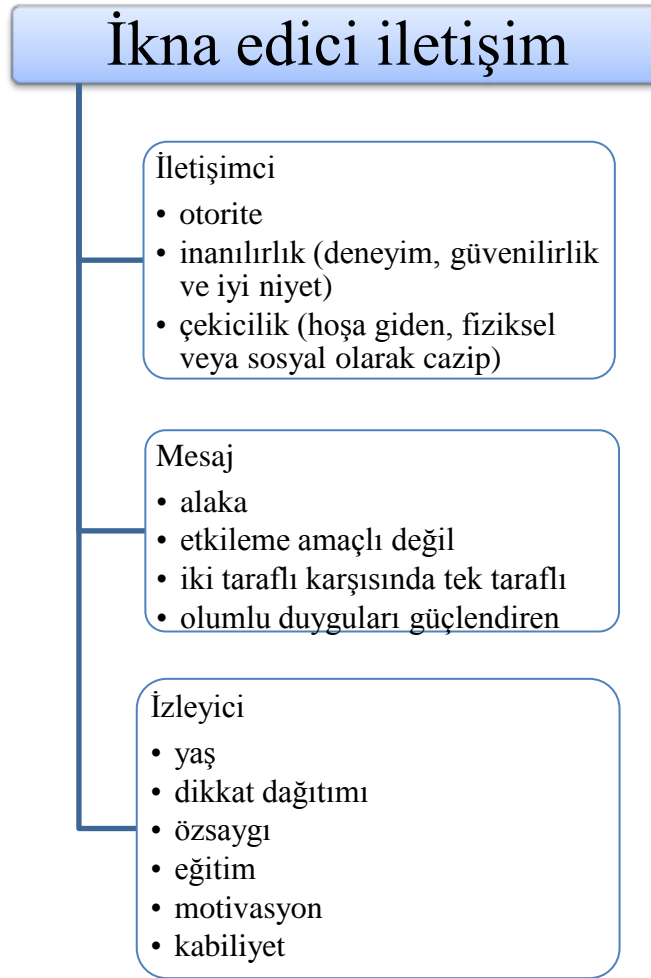 İkna edici iletişim
İletişimci
• otorite
• inanılırlık (deneyim, güvenilirlik
ve iyi niyet)
• çekicilik (hoşa giden, fiziksel
veya sosyal olarak cazip)
Mesaj
• alaka
• etkileme amaçlı değil
• iki taraflı karşısında tek taraflı
• olumlu duyguları güçlendiren
İzleyici
• yaş
• dikkat dağıtımı
• özsaygı
• eğitim
• motivasyon
• kabiliyet